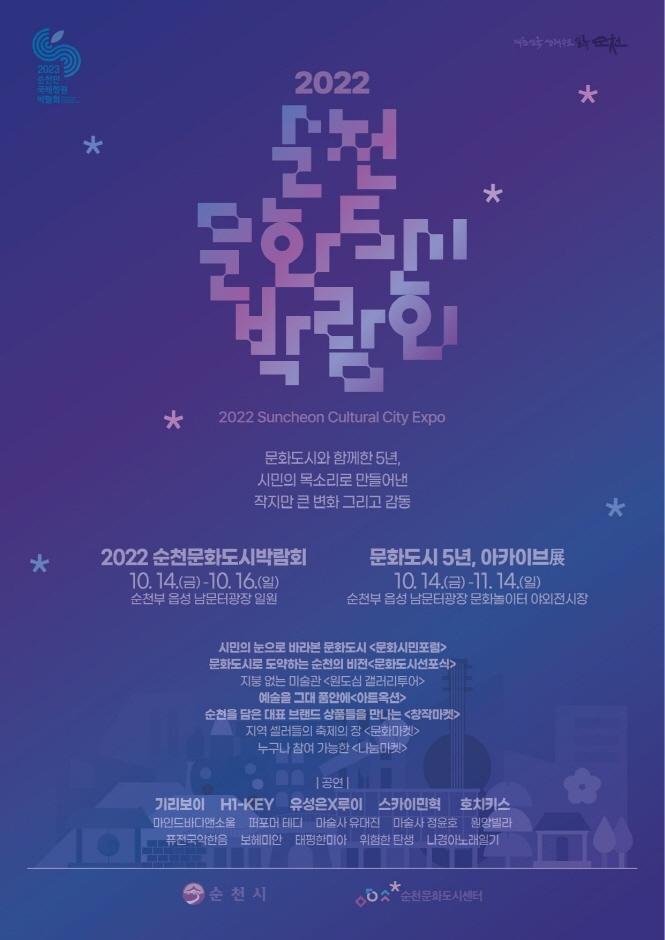 2023
순천만
국제정원
박람회
순천
2022
순천
문화도시
박람회
2022 Suncheon Cultural City Expo
문화도시와 함께한 5년,
시민의 목소리로 만들어낸
작지만 큰 변화 그리고 감동
2022 순천문화도시박람회
10. 14.(금) -10. 16.(일)
순천부 읍성 남문터광장 일원
문화도시 5년, 아카이브展
10. 14.(금) -11. 14.(일)
순천부 읍성 남문터광장 문화놀이터 야외전시장
시민의 눈으로 바라본 문화도시 <문화시민포럼>
문화도시로 도약하는 순천의 비전<문화도시선포식>
지붕 없는 미술관 <원도심 갤러리투어>
예술을 그대 품안에<아트옥션>
순천을 담은 대표 브랜드 상품들을 만나는 <창작마켓>
지역 셀러들의 축제의 장 <문화마켓>
누구나 참여 가능한 <나눔마켓>
| 공연 |
기리보이 H1-KEY 유성은X루이 스카이민혁 호치키스
마인드바디앤소울 퍼포머 테디 마술사 유대진 마술사 정윤호 원앙빌라
퓨전국악한음 보헤미안 태평한미아 위험한 탄생 나경아노래일기
순천시
순천문화도시센터